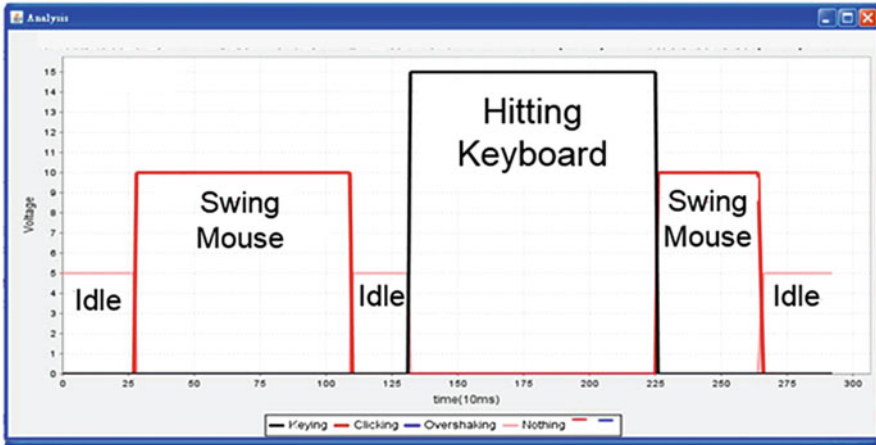 Analysis
15
14
13
12
11
10
9
8
7
6
5
4
3
2
1
0
Voltage
Idle
Swing
Mouse
Idle
Hitting
Keyboard
Swing
Mouse
Idle
0 25 50 75 100 125 150 175 200 225 250 275 300
time(10ms)
Keying Clicking Overshaking Nothing